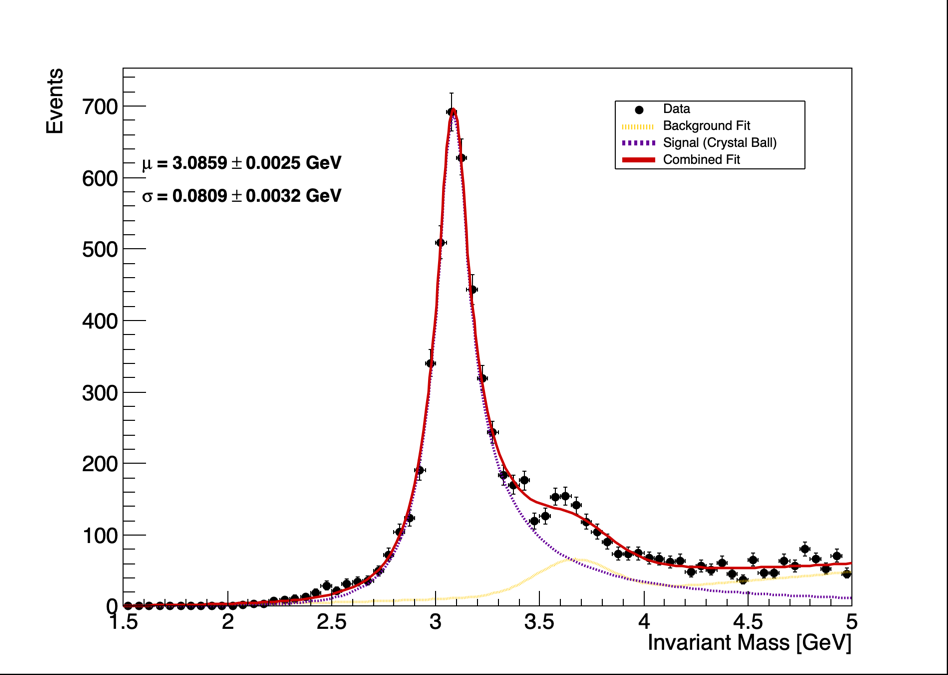 Events
700
600
500
400
300
200
100
0
μ = 3.0859 ± 0.0025 GeV
σ = 0.0809 ± 0.0032 GeV
Data
Background Fit
Signal (Crystal Ball)
Combined Fit
1.5 2 2.5 3 3.5 4 4.5 5
Invariant Mass [GeV]